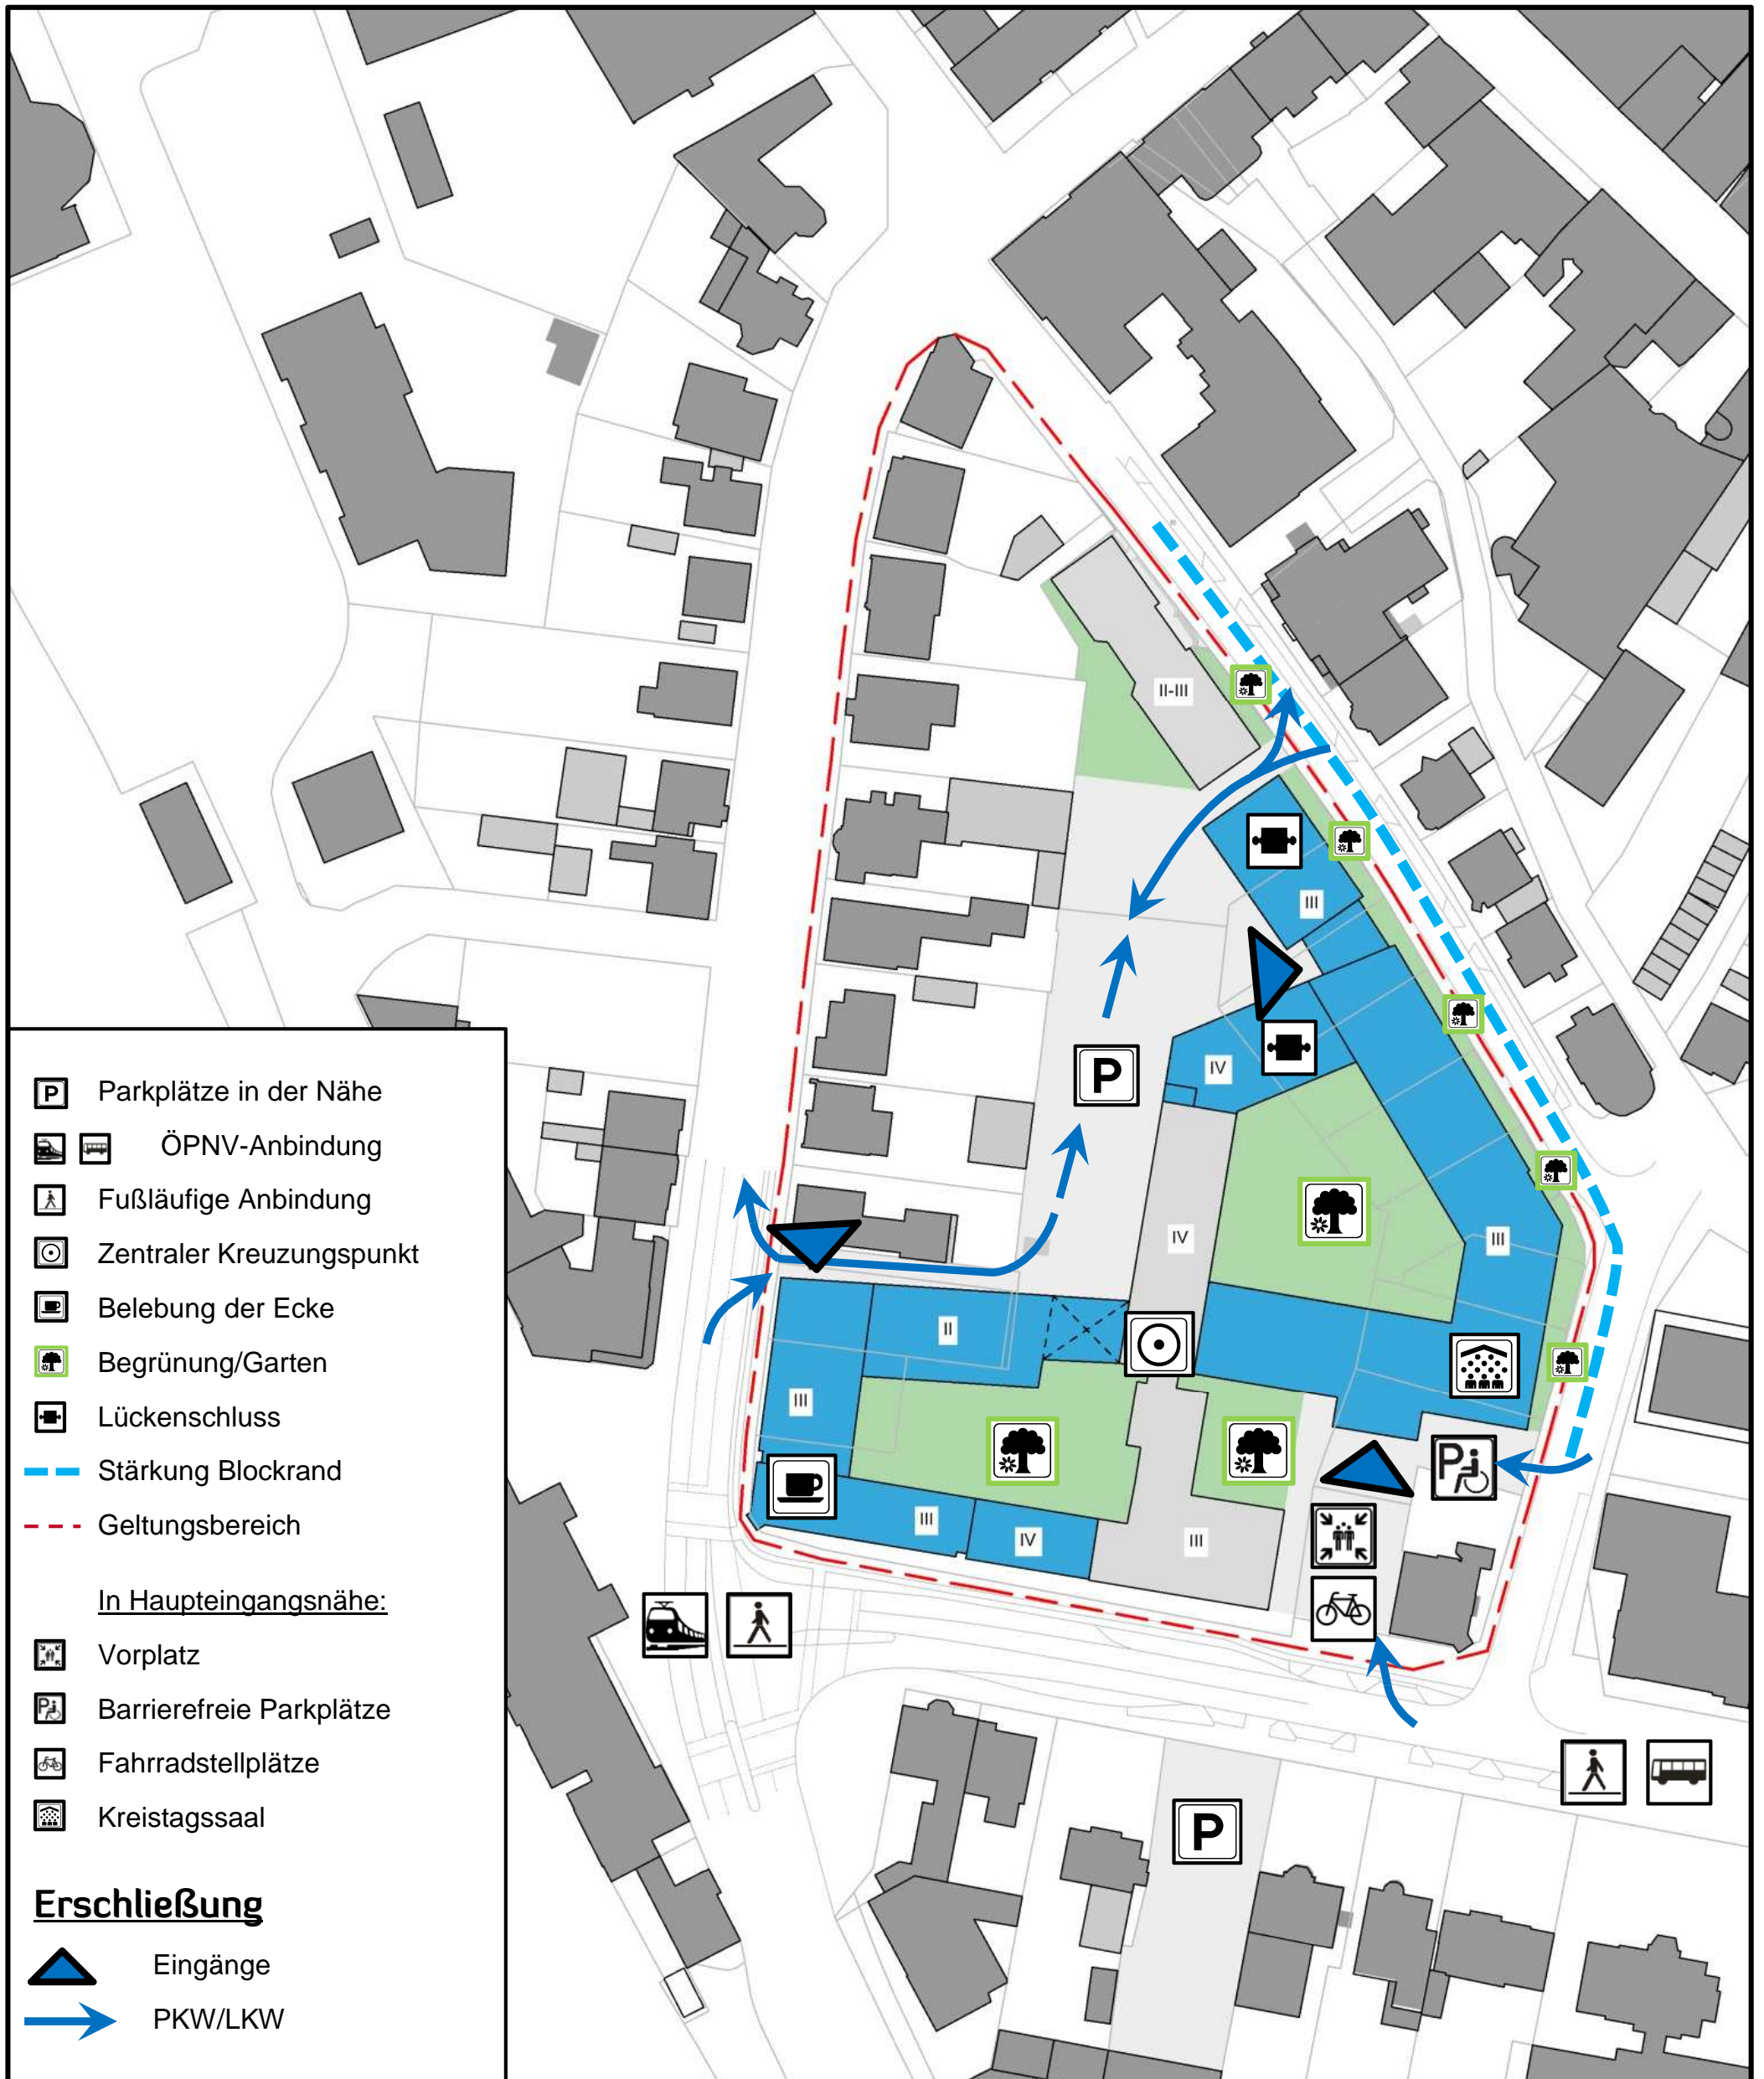 II-III
III
IV
P
IV
III
II
III
P
III
IV
III
P
P Parkplätze in der Nähe
ÖPNV-Anbindung
Fußläufige Anbindung
Zentraler Kreuzungspunkt
Belebung der Ecke
Begrünung/Garten
Lückenschluss
Stärkung Blockrand
Geltungsbereich
In Haupteingangsnähe:
Vorplatz
P Barrierefreie Parkplätze
Fahrradstellplätze
Kreistagssaal
Erschließung
Eingänge
PKW/LKW